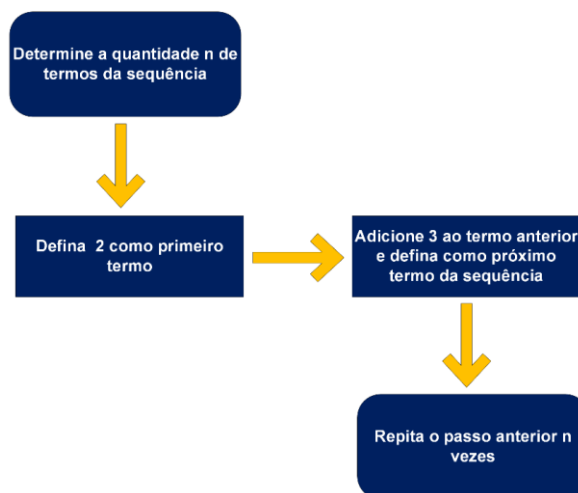 Determine a quantidade n de
termos da sequência
Defina 2 como primeiro
termo
Adicione 3 ao termo anterior
e defina como próximo
termo da sequência
Repita o passo anterior n
vezes